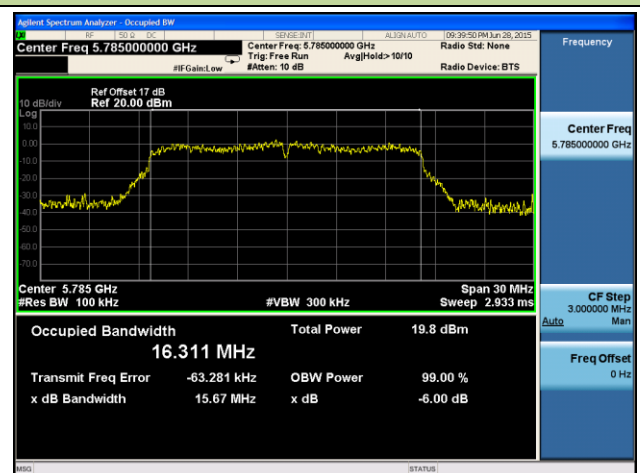 Agilent Spectrum Analyzer - Occupied BW
RF 50 Ω DC SENSE:INT ALIGN AUTO 09:39:50 PM Jun 28, 2015
Center Freq 5.785000000 GHz
Center Freq: 5.785000000 GHz
Radio Std: None
Trig: Free Run Avg|Hold:>10/10
#IFGain:Low #Atten: 10 dB Radio Device: BTS
Ref Offset 17 dB
10 dB/div Ref 20.00 dBm
Log
10.0
0.00
-10.0
-20.0
-30.0
-40.0
-50.0
-60.0
-70.0
Center 5.785 GHz Span 30 MHz
#Res BW 100 kHz #VBW 300 kHz Sweep 2.933 ms
Occupied Bandwidth Total Power 19.8 dBm
16.311 MHz
Transmit Freq Error -63.281 kHz OBW Power 99.00 %
x dB Bandwidth 15.67 MHz x dB -6.00 dB
MSG STATUS
Frequency
Center Freq
5.785000000 GHz
CF Step
3.000000 MHz
Auto Man
Freq Offset
0 Hz